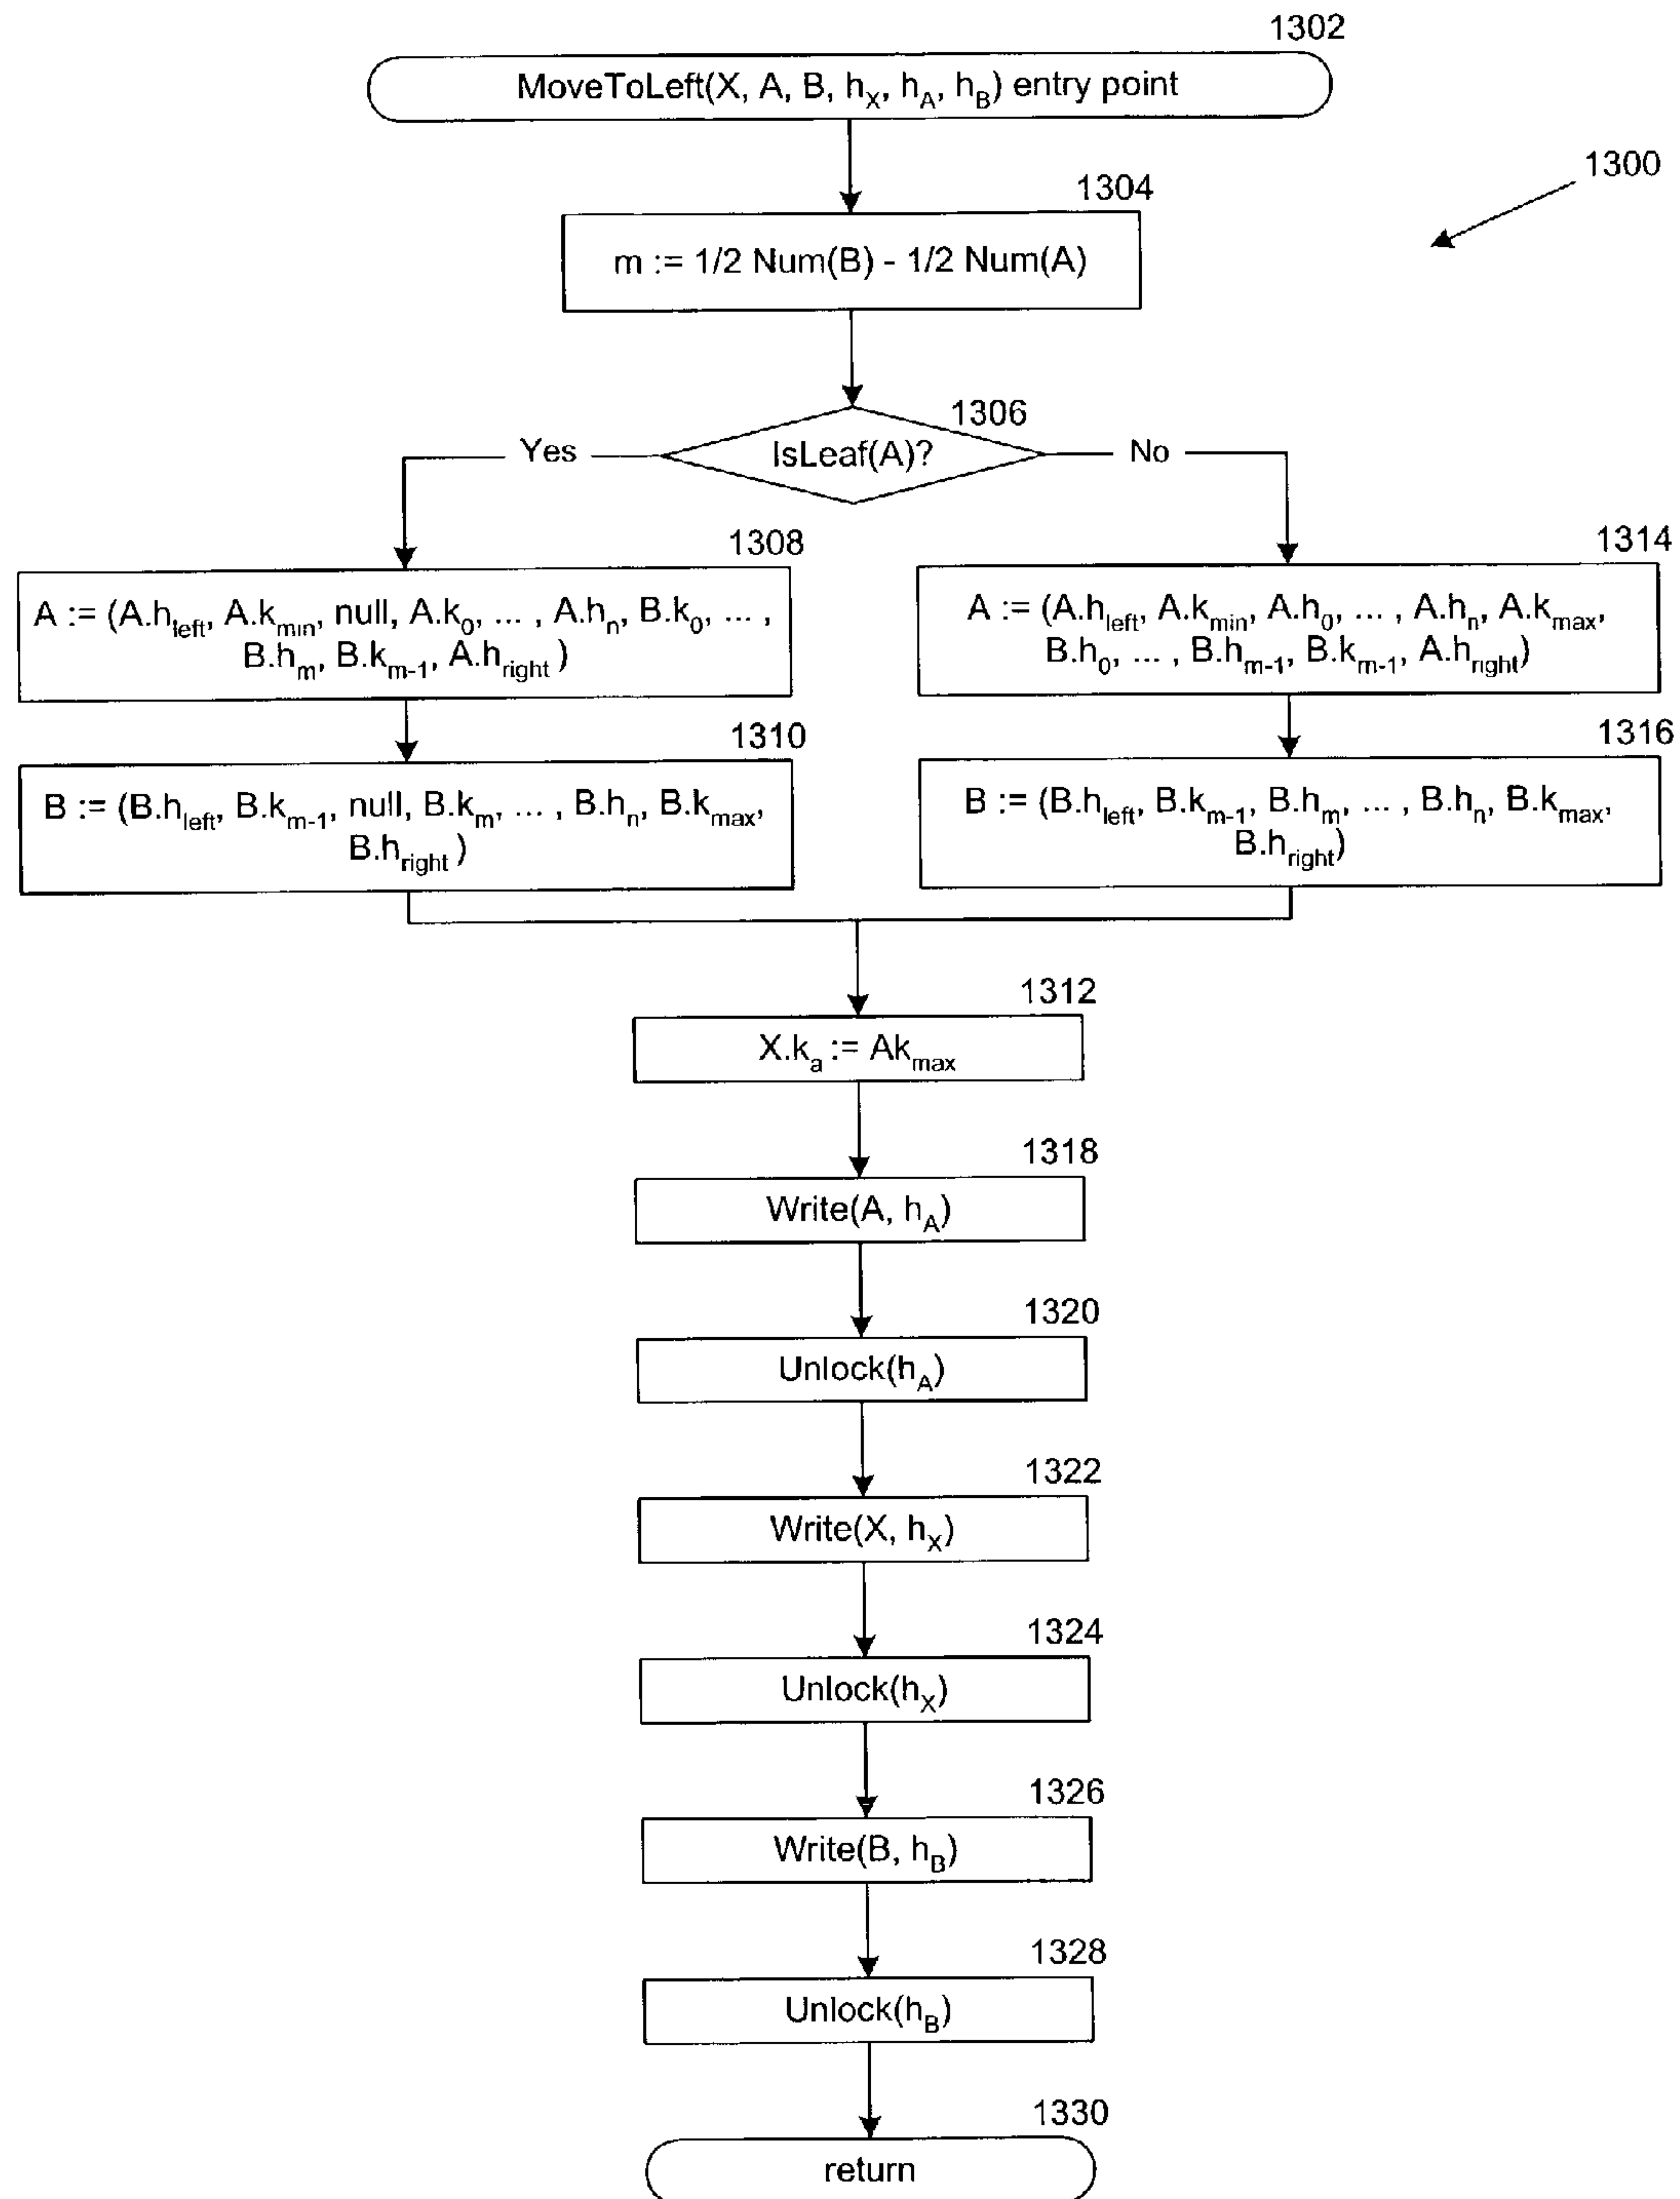 1302
MoveToLeft(X, A, B, hX, hA, hB) entry point
1300
1304
m := 1/2 Num(B) - 1/2 Num(A)
1306
IsLeaf(A)?
Yes
No
1308
A := (A.hleft, A.kmin, null, A.k0, ... , A.hn, B.k0, ... ,
B.hm, B.km-1, A.hright )
1314
A := (A.hleft, A.kmin, A.h0, ... , A.hn, A.kmax,
B.h0, ... , B.hm-1, B.km-1, A.hright)
1310
B := (B.hleft, B.km-1, null, B.km, ... , B.hn, B.kmax,
B.hright )
1316
B := (B.hleft, B.km-1, B.hm, ... , B.hn, B.kmax,
B.hright)
1312
X.ka := Akmax
1318
Write(A, hA)
1320
Unlock(hA)
1322
Write(X, hX)
1324
Unlock(hX)
1326
Write(B, hB)
1328
Unlock(hB)
1330
return